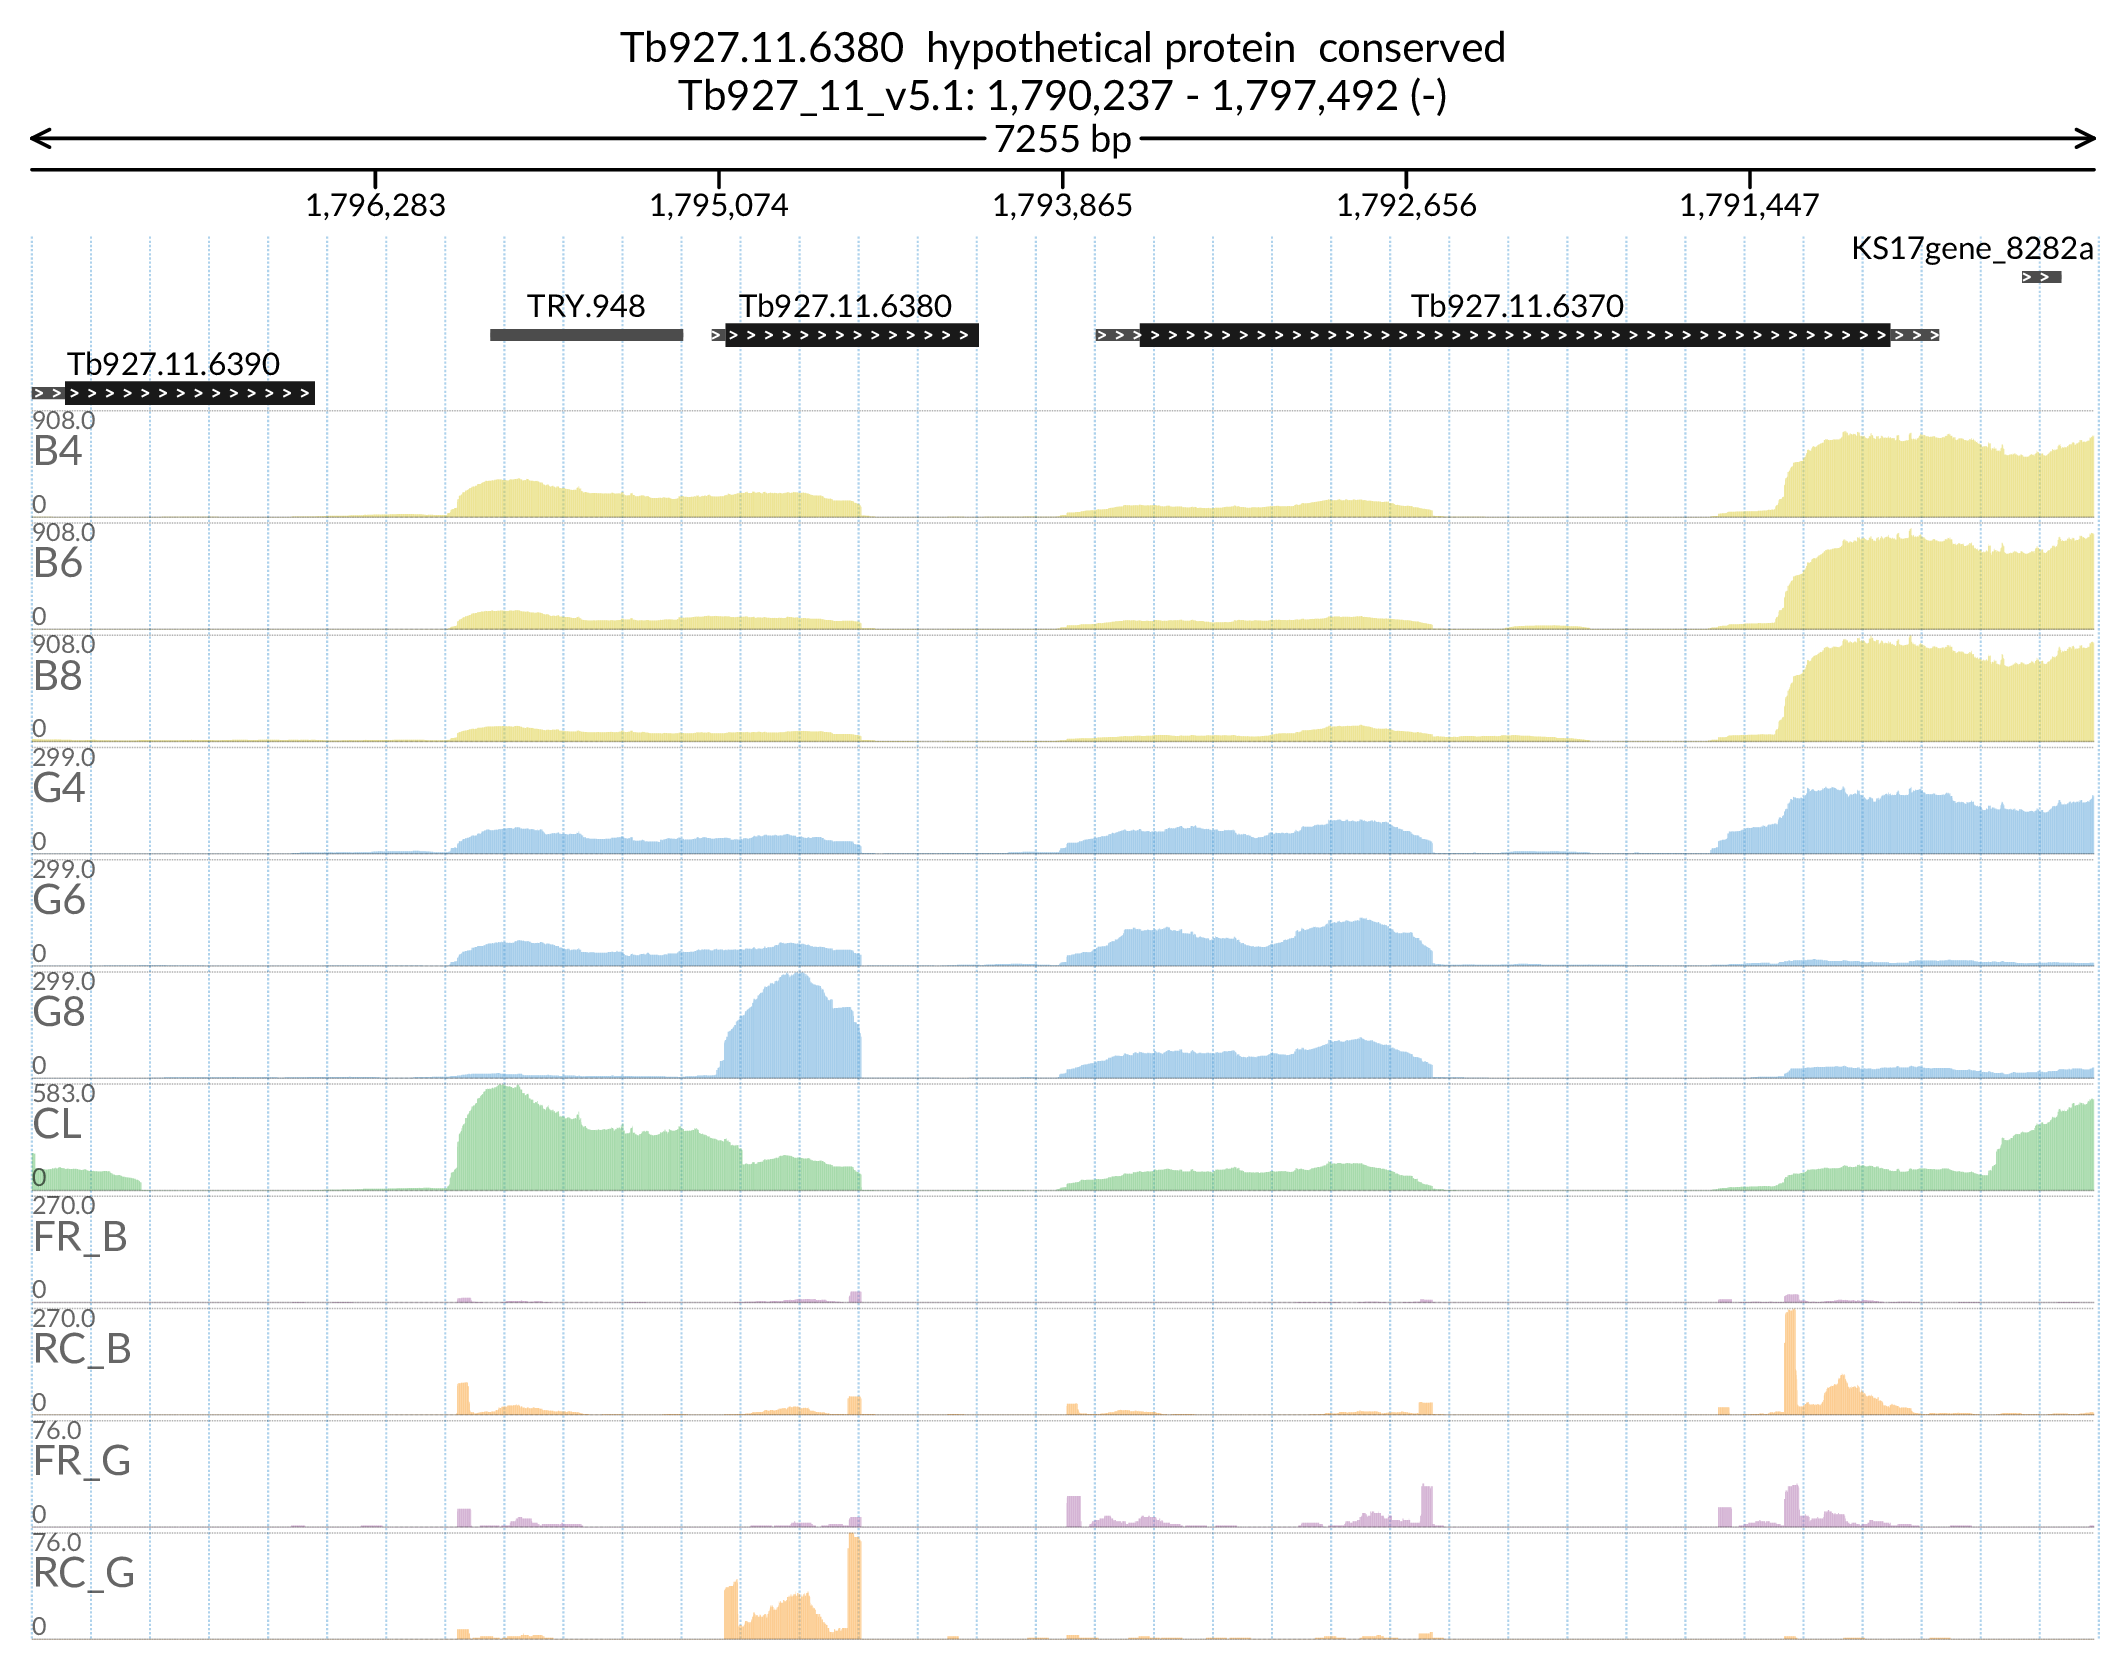 Tb927.11.6380  hypothetical protein  conserved
Tb927_11_v5.1: 1,790,237 - 1,797,492 (-)
7255 bp
1,796,283 1,795,074 1,793,865 1,792,656 1,791,447
KS17gene_8282a
TRY.948 Tb927.11.6380 Tb927.11.6370
Tb927.11.6390
908.0
B4
0
908.0
B6
0
908.0
B8
0
299.0
G4
0
299.0
G6
0
299.0
G8
0
583.0
CL
0
270.0
FR_B
0
270.0
RC_B
0
76.0
FR_G
0
76.0
RC_G
0